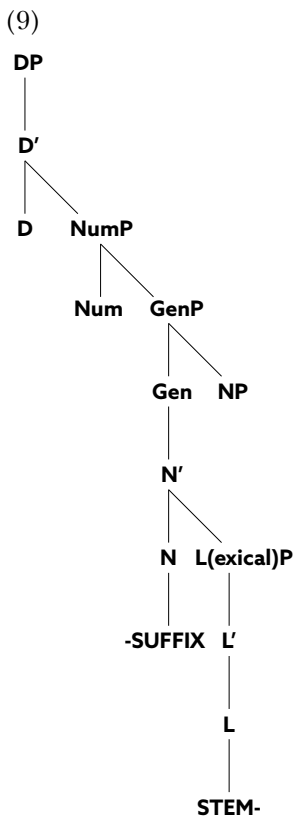 (9)
DP
D'
D NumP
Num GenP
Gen NP
N'
N L(exical)P
-SUFFIX L'
L
STEM-